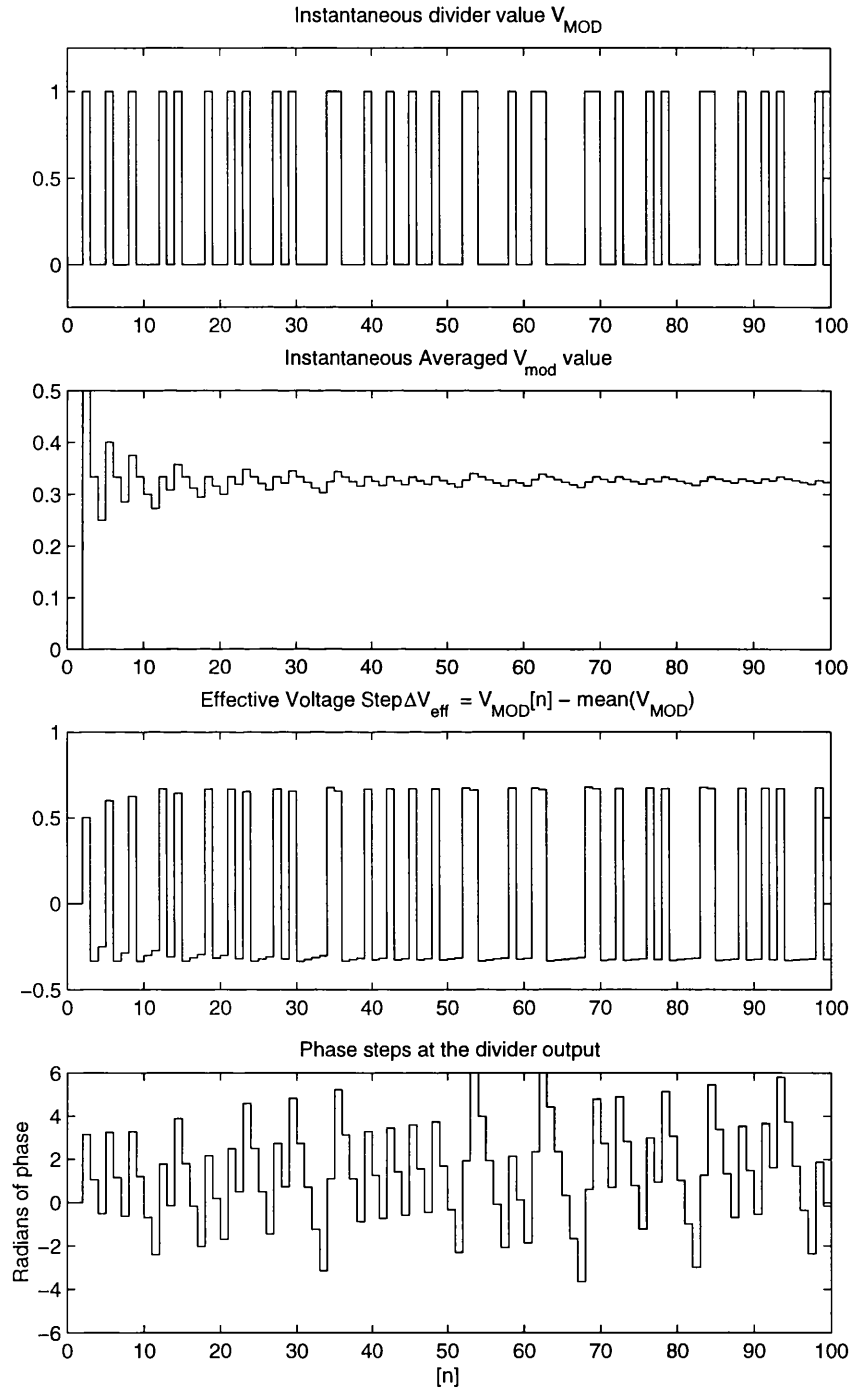 Instantaneous divider value V_MOD
1
0.5
0
0 10 20 30 40 50 60 70 80 90 100
Instantaneous Averaged V_mod value
0.5
0.4
0.3
0.2
0.1
0
0 10 20 30 40 50 60 70 80 90 100
Effective Voltage StepΔV_eff = V_MOD[n] − mean(V_MOD)
1
0.5
0
−0.5
0 10 20 30 40 50 60 70 80 90 100
Phase steps at the divider output
Radians of phase
6
4
2
0
−2
−4
−6
0 10 20 30 40 50 60 70 80 90 100
[n]